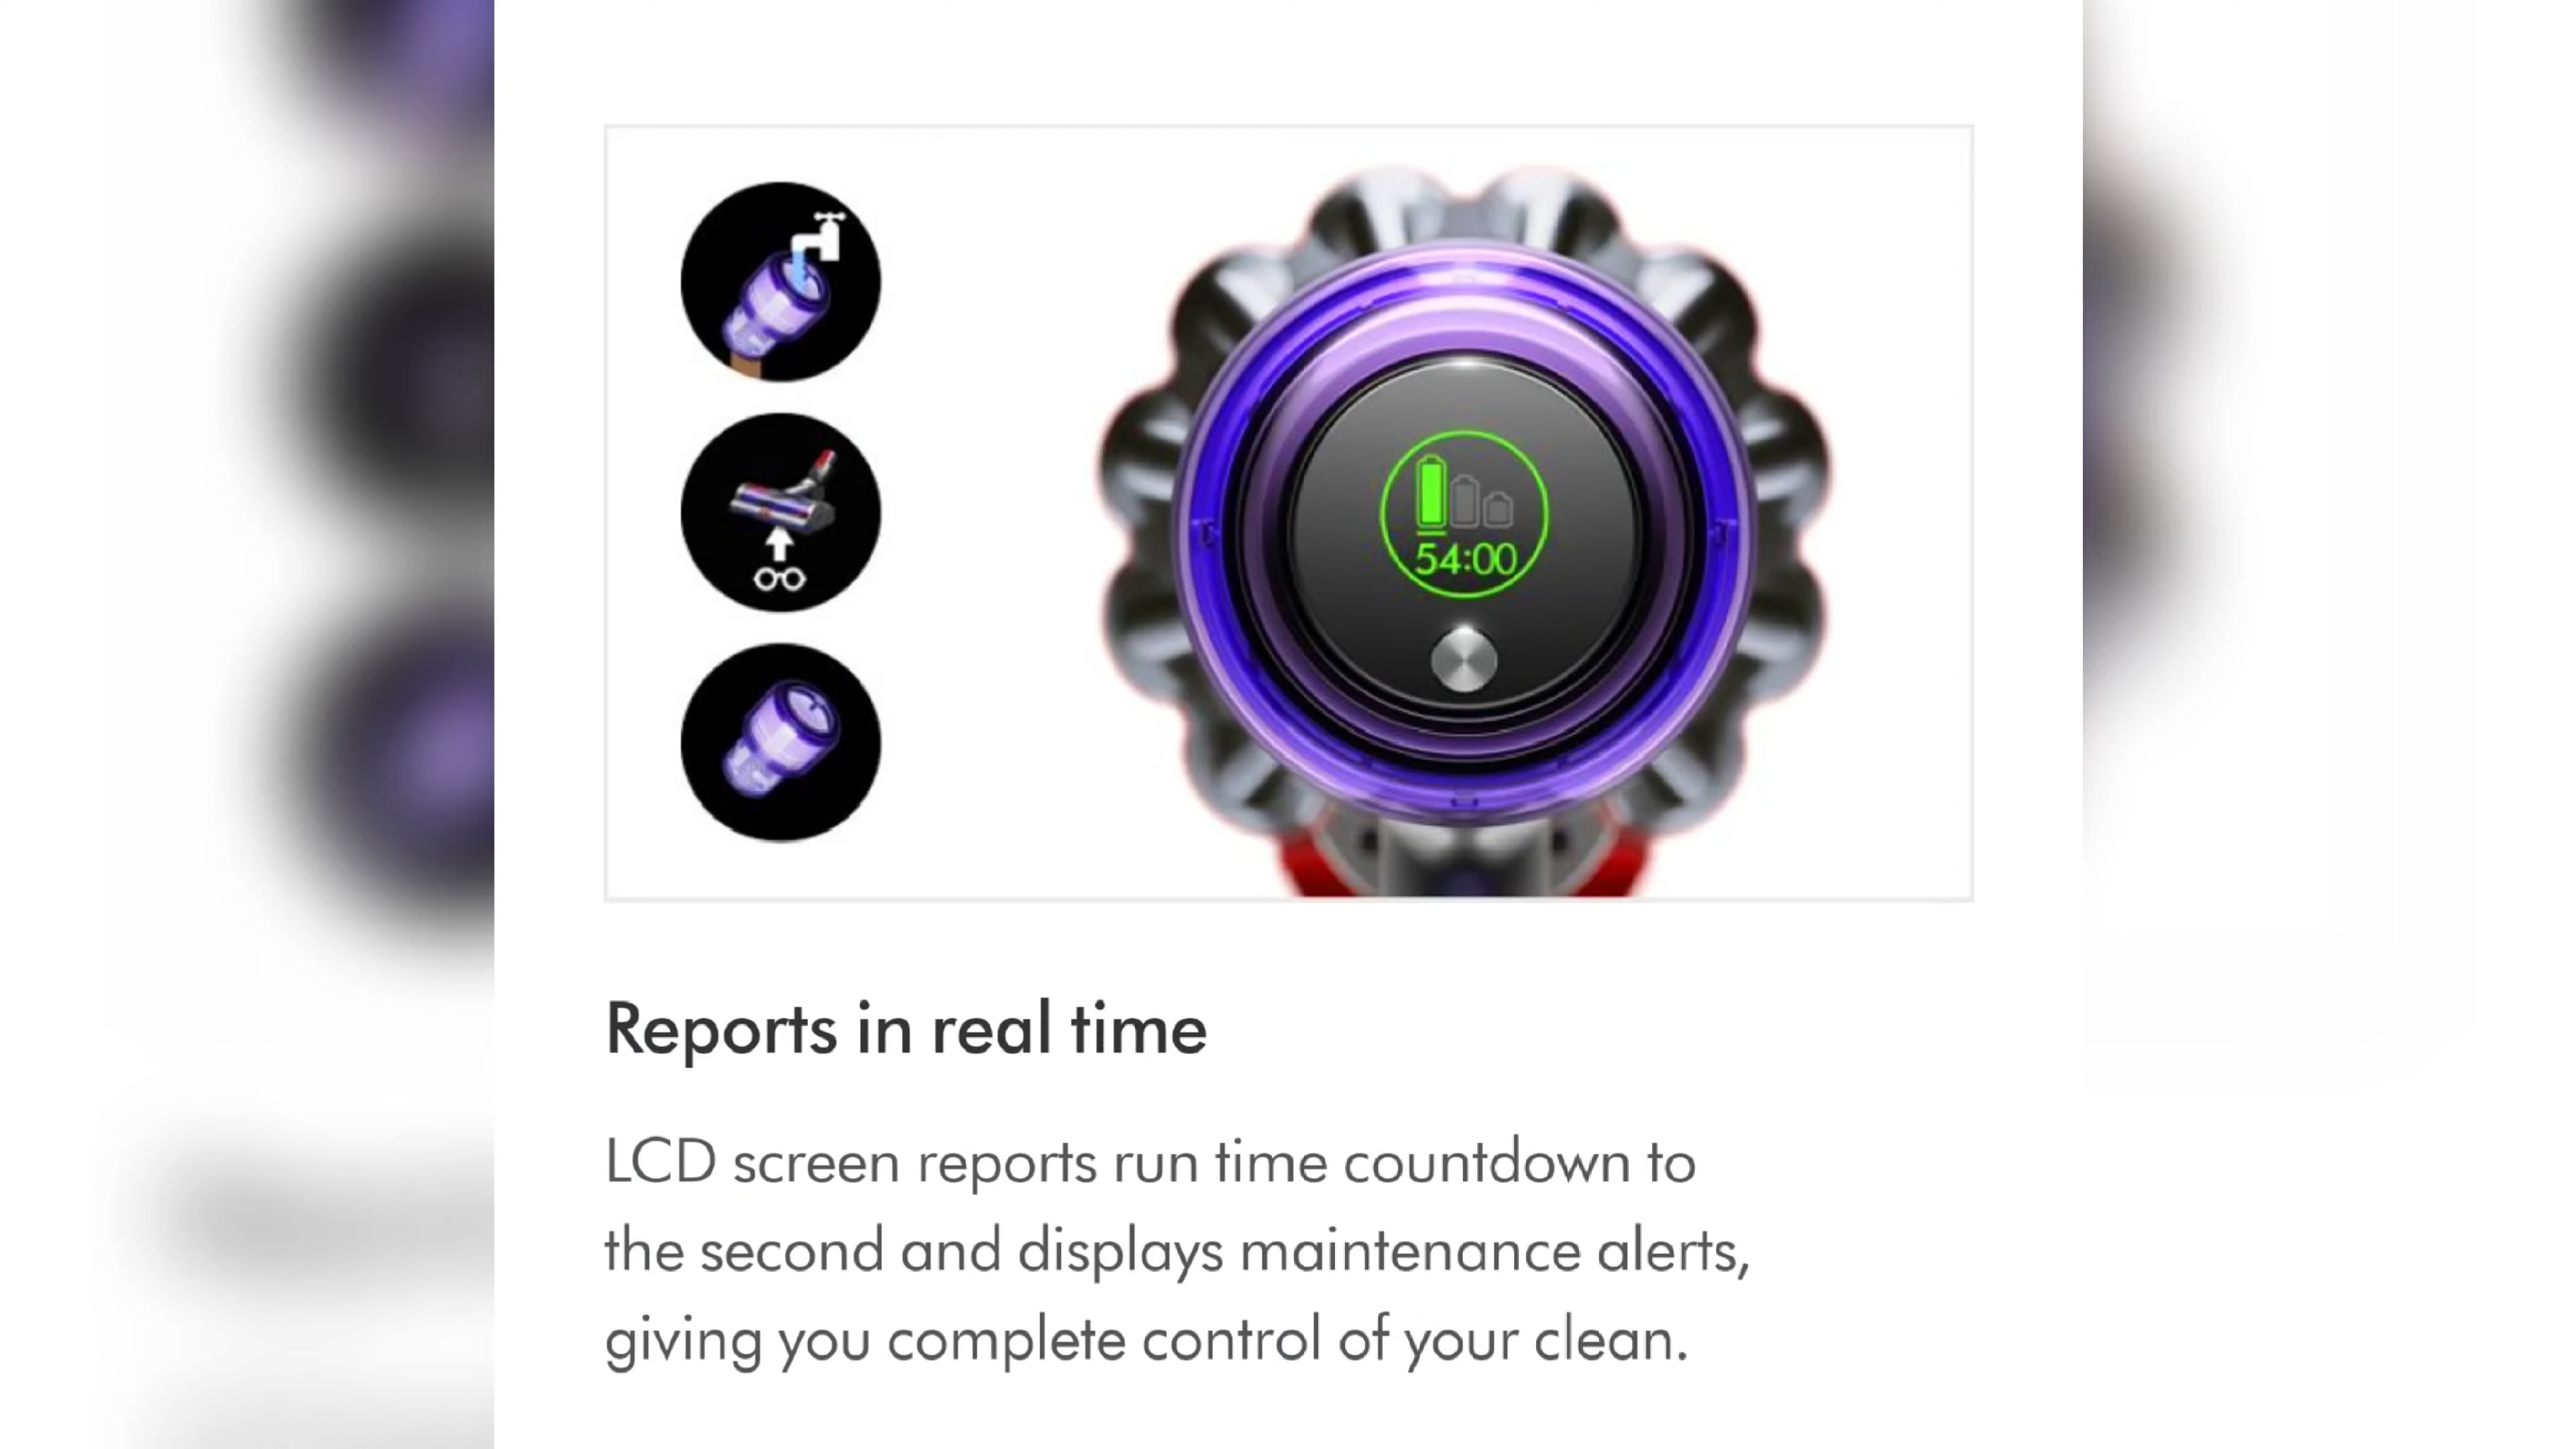 54:00
Reports in real time
LCD screen reports run time countdown to
the second and displays maintenance alerts,
giving you complete control of your clean.